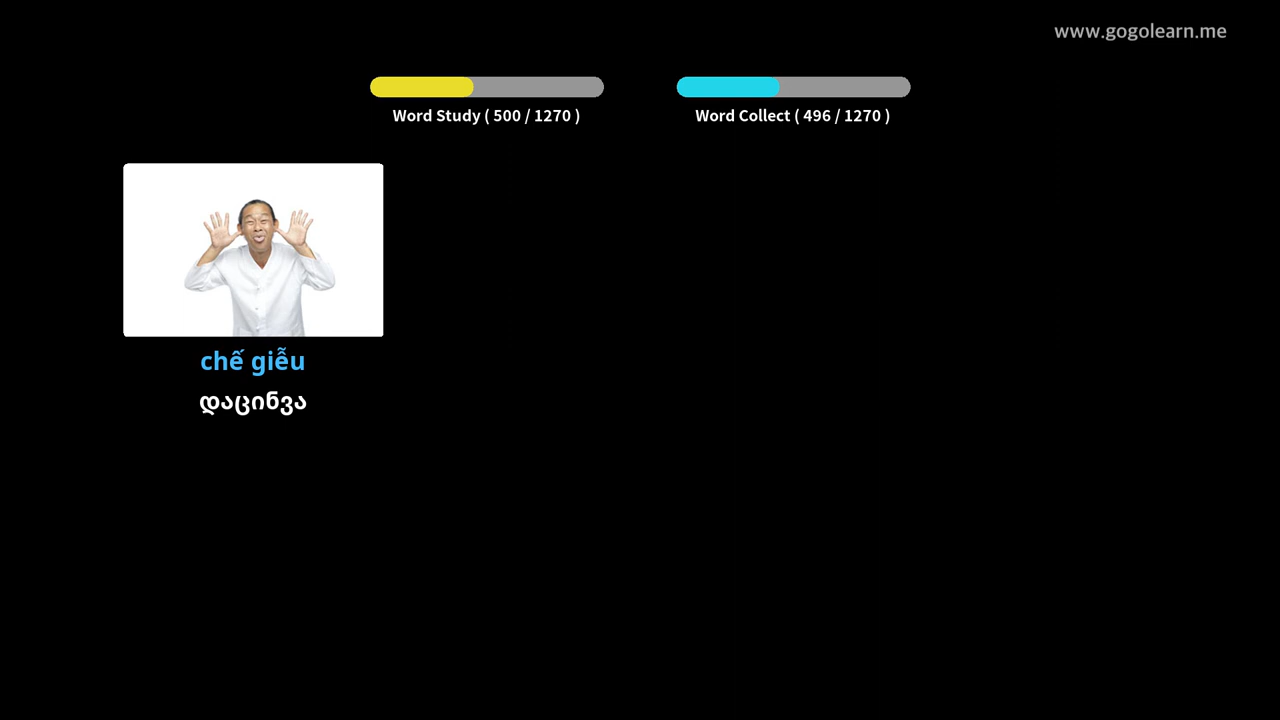 www.gogolearn.me
Word Study ( 500 / 1270 )
Word Collect ( 496 / 1270 )
chế giễu
დაცინვა